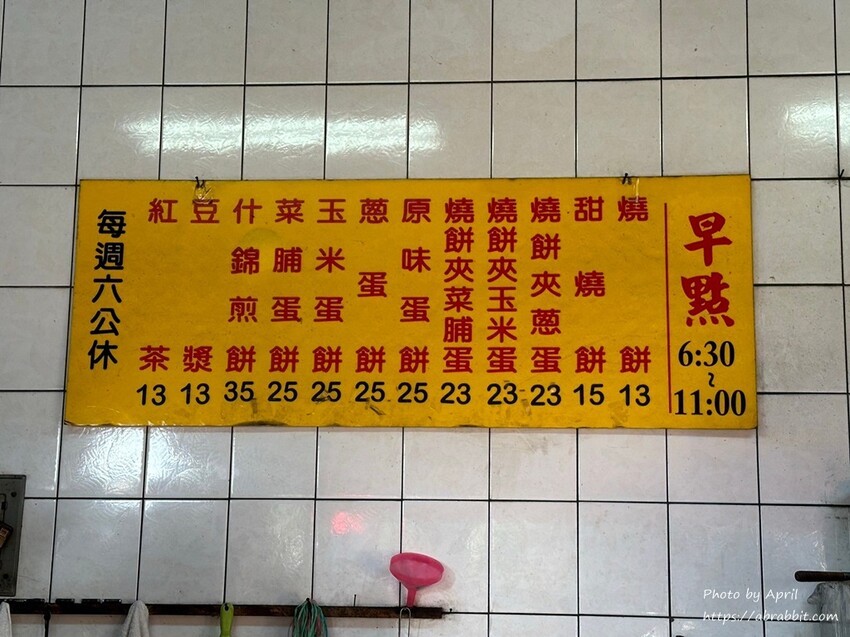 早點
6:30
~
11:00
燒餅
13
甜燒餅
15
燒餅夾蔥蛋
23
燒餅夾玉米蛋
23
燒餅夾菜脯蛋
23
原味蛋餅
25
蔥蛋餅
25
玉米蛋餅
25
菜脯蛋餅
25
什錦煎餅
35
豆漿
13
紅茶
13
每週六公休
Photo by April
https://abrabbit.com